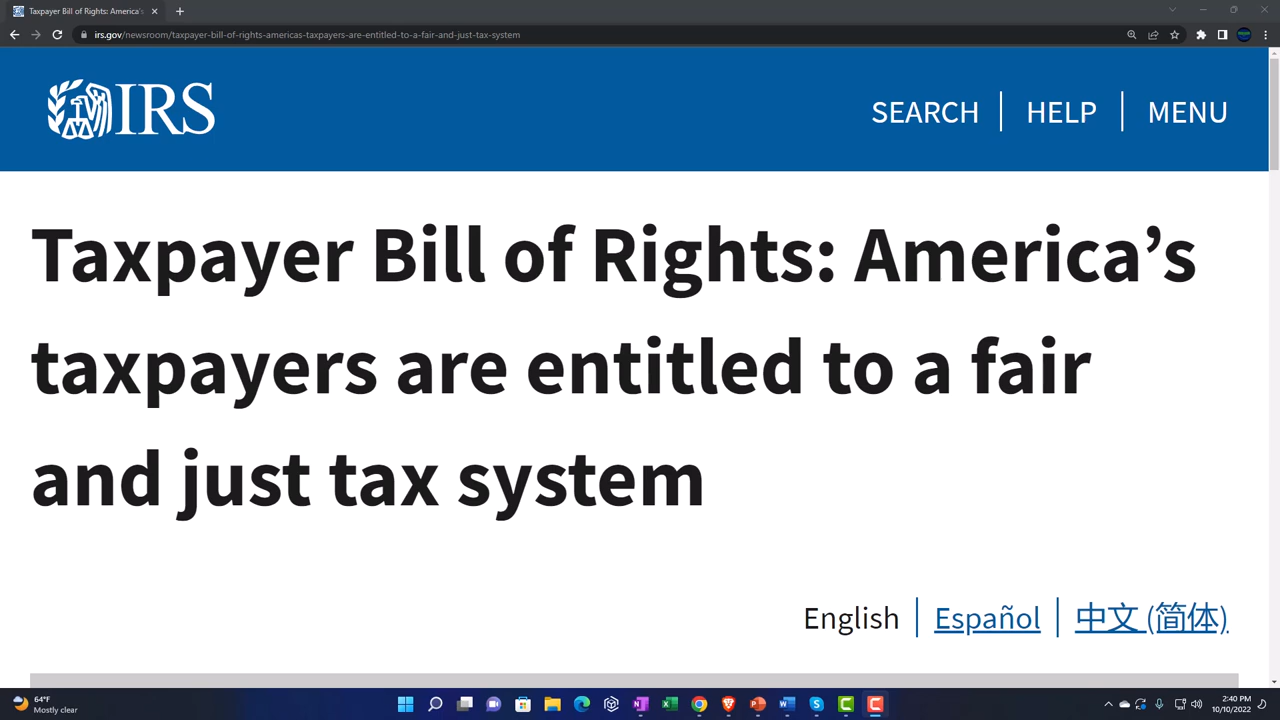 Taxpayer Bill of Rights: America's
irs.gov/newsroom/taxpayer-bill-of-rights-americas-taxpayers-are-entitled-to-a-fair-and-just-tax-system
IRS
SEARCH
HELP
MENU
Taxpayer Bill of Rights: America’s
taxpayers are entitled to a fair
and just tax system
English
Español
中文 (简体)
64°F
Mostly clear
2:40 PM
10/10/2022